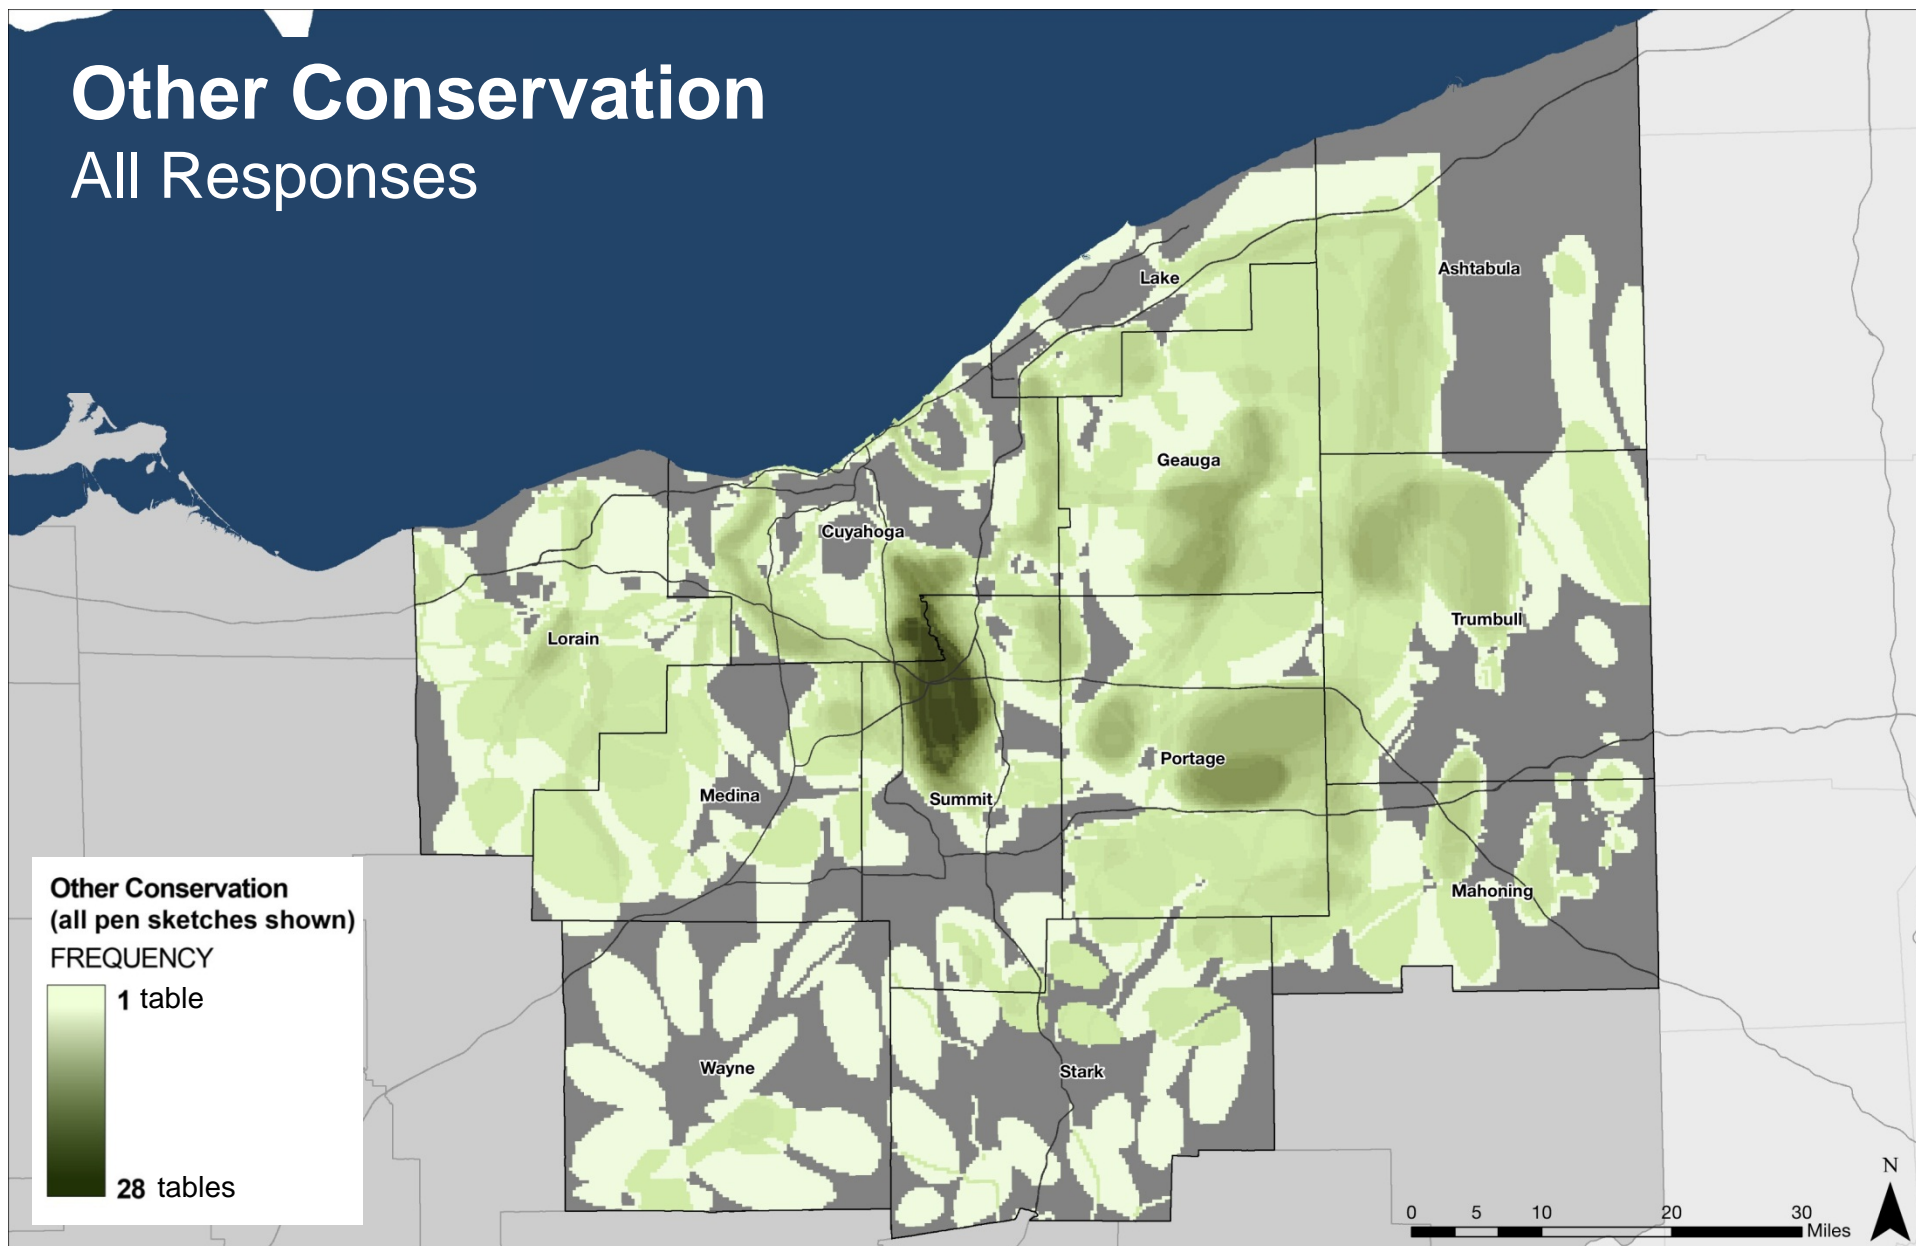 Other Conservation
All Responses
Lake
Ashtabula
Geauga
Cuyahoga
Trumbull
Lorain
Portage
Medina
Summit
Mahoning
Wayne
Stark
Other Conservation
(all pen sketches shown)
FREQUENCY
1 table
28 tables
N
0 5 10 20 30
Miles